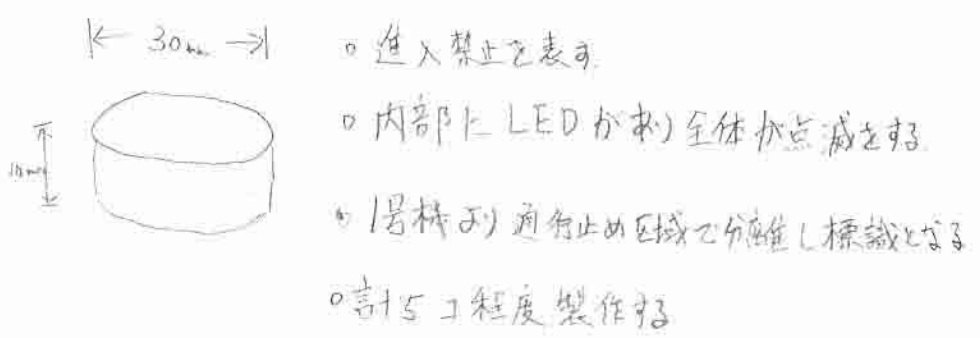 30mm
○ 進入禁止を表す
○ 内部にLEDがあり全体が点滅をする
○ 1号機より通行止め区域で分離し標識となる
○ 計5コ程度製作する